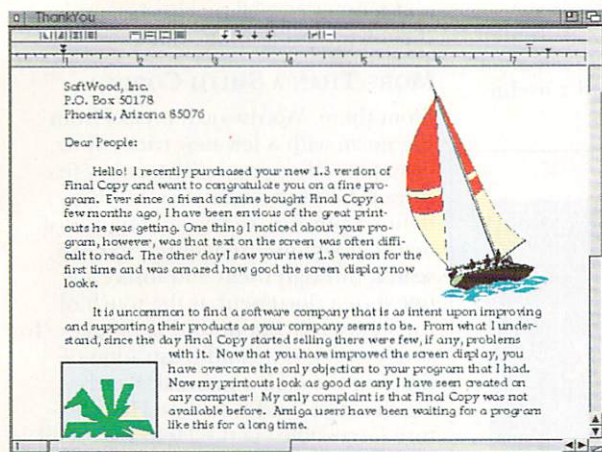 ThankYou
1 2 3 4 5 6 7
SoftWood, Inc.
P.O. Box 50178
Phoenix, Arizona 85076
Dear People:
Hello! I recently purchased your new 1.3 version of
Final Copy and want to congratulate you on a fine pro-
gram. Ever since a friend of mine bought Final Copy a
few months ago, I have been envious of the great print-
outs he was getting. One thing I noticed about your pro-
gram, however, was that text on the screen was often diffi-
cult to read. The other day I saw your new 1.3 version for the
first time and was amazed how good the screen display now
looks.
It is uncommon to find a software company that is as intent upon improving
and supporting their products as your company seems to be. From what I under-
stand, since the day Final Copy started selling there were few, if any, problems
with it. Now that you have improved the screen display, you
have overcome the only objection to your program that I had.
Now my printouts look as good as any I have seen created on
any computer! My only complaint is that Final Copy was not
available before. Amiga users have been waiting for a program
like this for a long time.
1